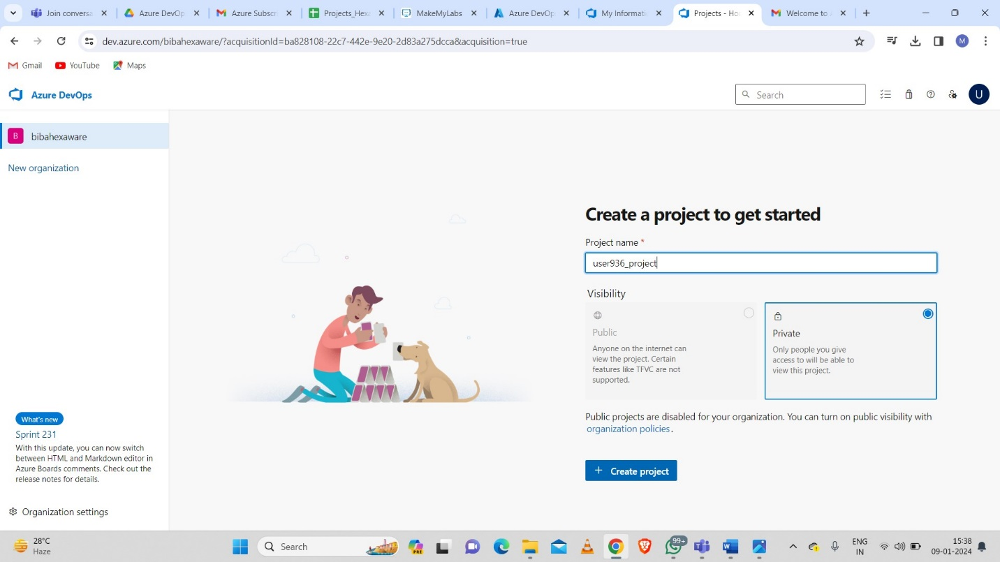 Join conversa
Azure DevOp
Azure Subscr
Projects_Hexa
MakeMyLabs
Azure DevOp
My Informati
Projects - Ho
Welcome to A
dev.azure.com/bibahexaware/?acquisitionId=ba828108-22c7-442e-9e20-2d83a275dcca&acquisition=true
M
Gmail
YouTube
Maps
Azure DevOps
Search
U
B
bibahexaware
New organization
Create a project to get started
Project name *
user936_project
Visibility
Public
Anyone on the internet can
view the project. Certain
features like TFVC are not
supported.
Private
Only people you give
access to will be able to
view this project.
Public projects are disabled for your organization. You can turn on public visibility with
organization policies.
Create project
What's new
Sprint 231
With this update, you can now switch
between HTML and Markdown editor in
Azure Boards comments. Check out the
release notes for details.
Organization settings
28°C
Haze
Search
PRE
99+
ENG
IN
15:38
09-01-2024